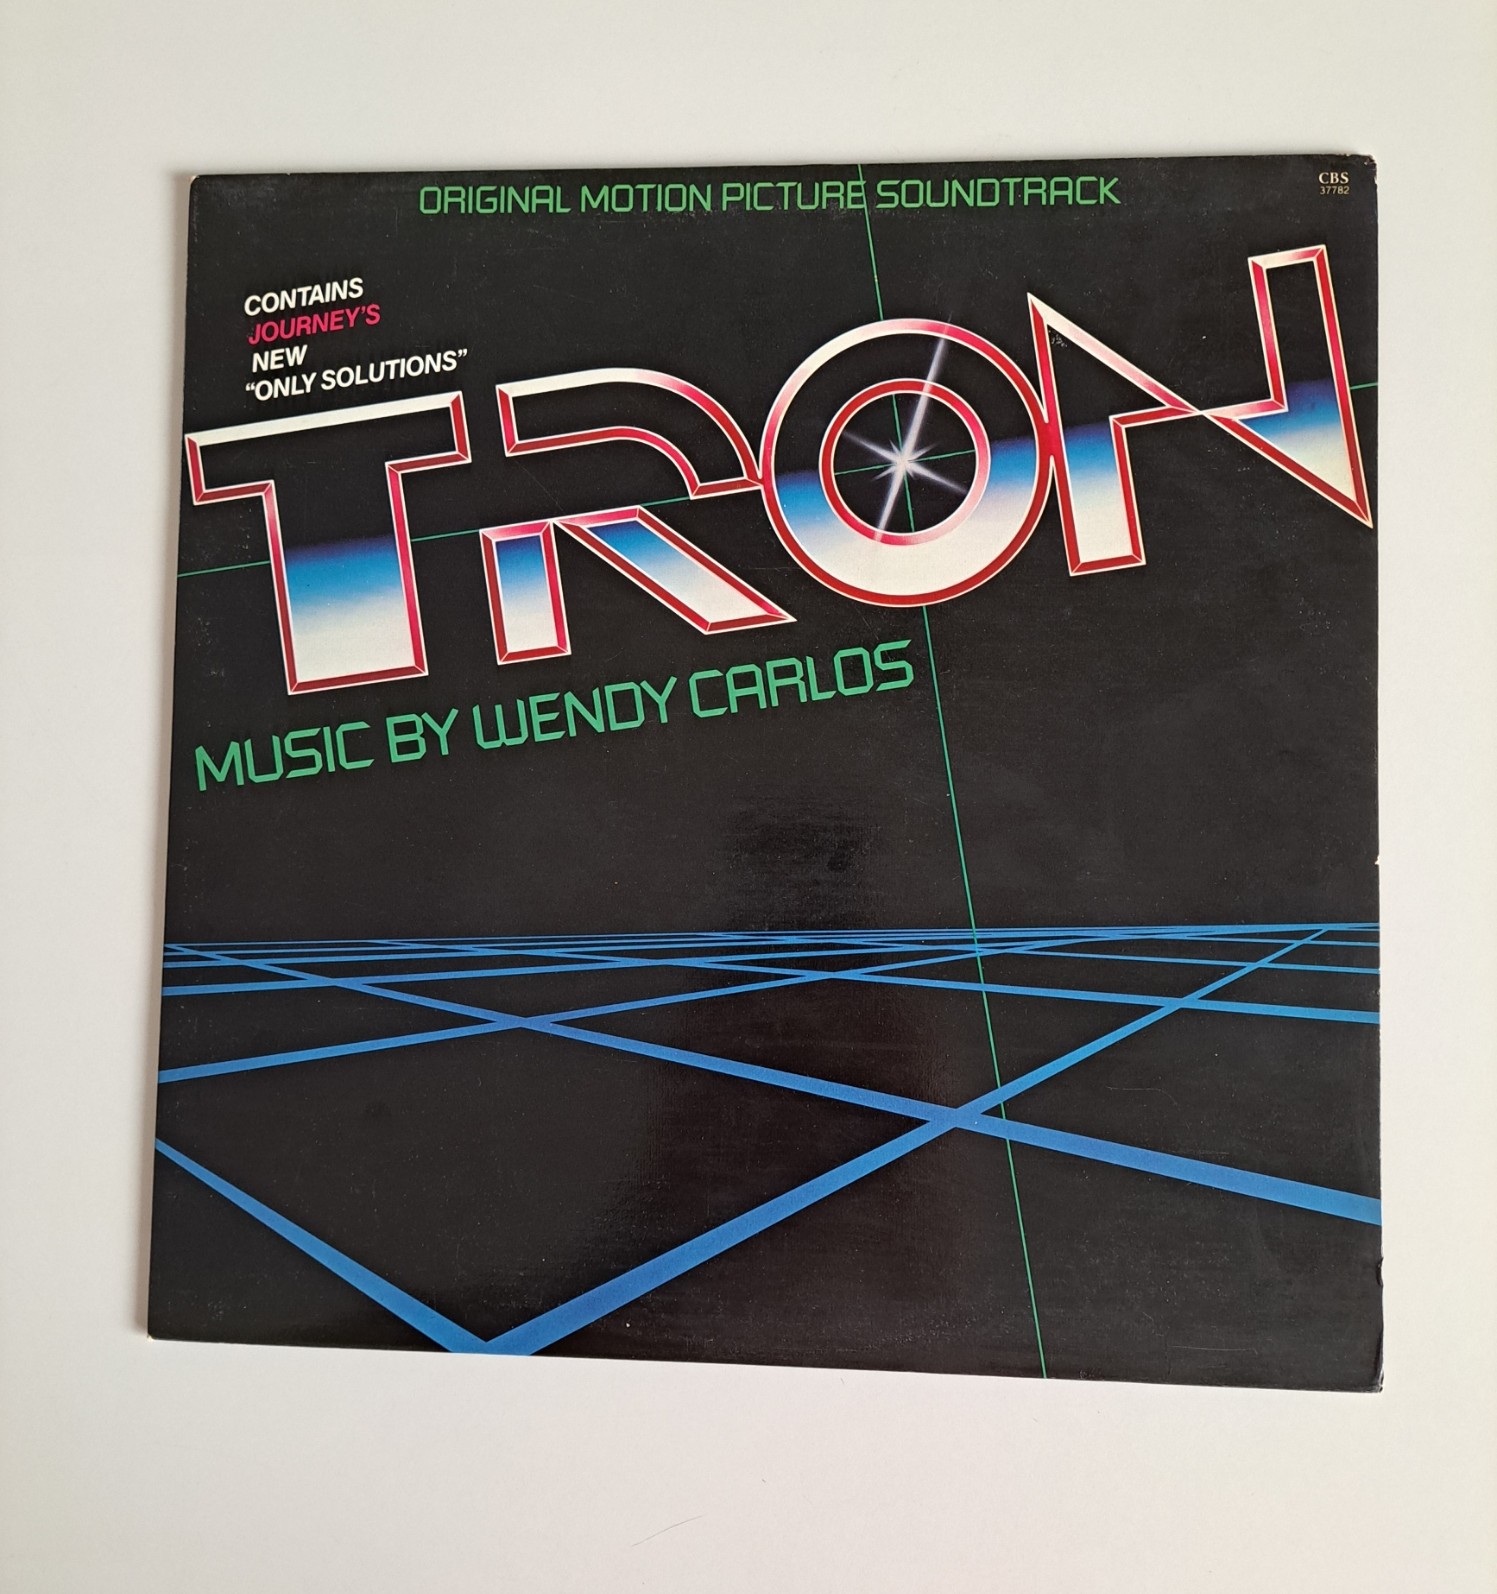 ORIGINAL MOTION PICTURE SOUNDTRACK
CBS
37782
CONTAINS
JOURNEY'S
NEW
“ONLY SOLUTIONS”
TRON
MUSIC BY WENDY CARLOS